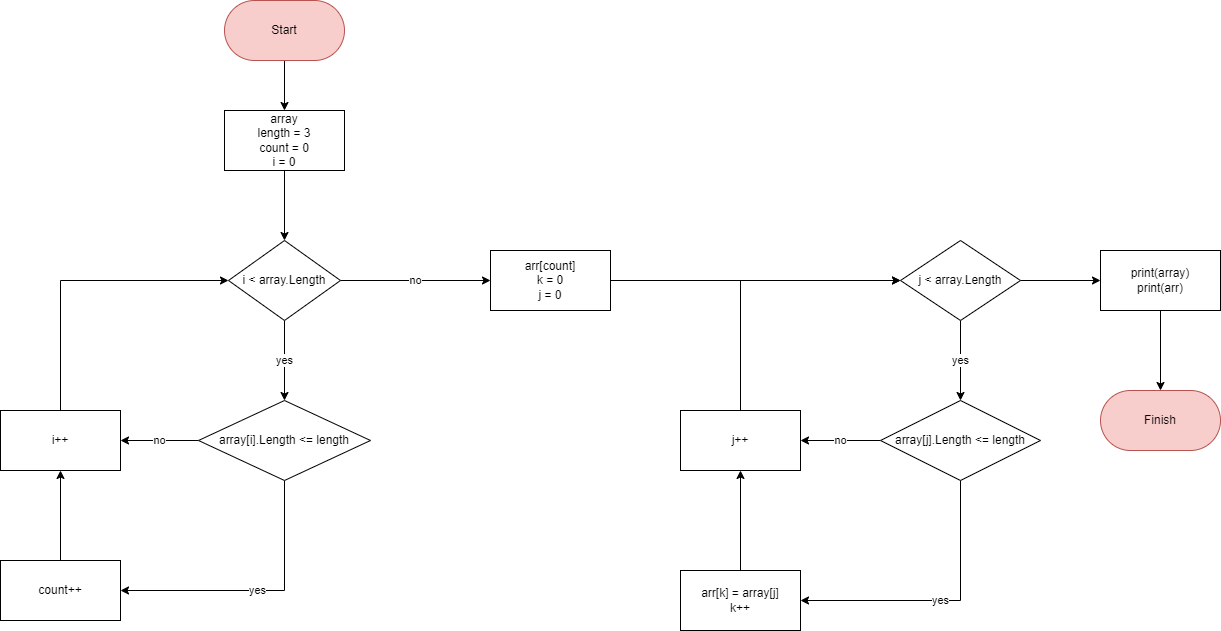 Start
array
length = 3
count = 0
i = 0
i < array.Length
no
arr[count]
k = 0
j = 0
j < array.Length
print(array)
print(arr)
yes
yes
i++
no
array[i].Length <= length
j++
no
array[j].Length <= length
Finish
count++
yes
arr[k] = array[j]
k++
yes